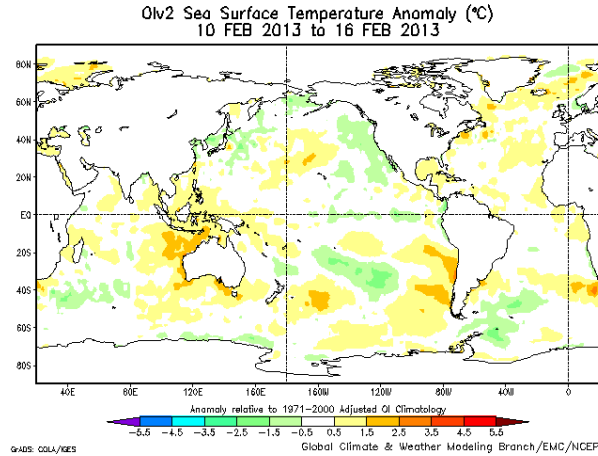 OIv2 Sea Surface Temperature Anomaly (°C)
10 FEB 2013 to 16 FEB 2013
80N
60N
40N
20N
EQ
20S
40S
60S
80S
40E 80E 120E 160E 160W 120W 80W 40W 0
Anomaly relative to 1971-2000 Adjusted OI Climatology
-5.5 -4.5 -3.5 -2.5 -1.5 -0.5 0.5 1.5 2.5 3.5 4.5 5.5
GrADS: COLA/IGES
Global Climate & Weather Modeling Branch/EMC/NCEP